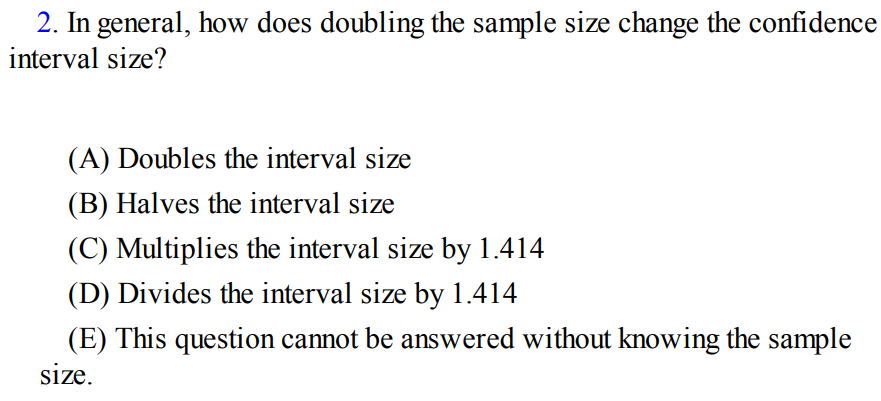 2. In general, how does doubling the sample size change the confidence
interval size?
(A) Doubles the interval size
(B) Halves the interval size
(C) Multiplies the interval size by 1.414
(D) Divides the interval size by 1.414
(E) This question cannot be answered without knowing the sample
size.